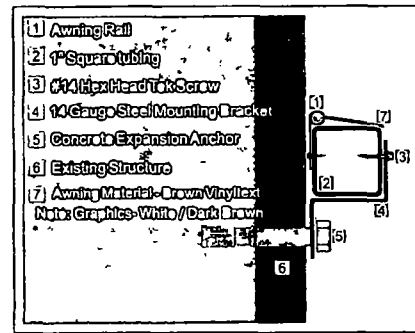 [1] Awning Rail
[2] 1" Square tubing
[3] #14 Hex Head Tek Screw
[4] 14 Gauge Steel Mounting Bracket
[5] Concrete Expansion Anchor
[6] Existing Structure
[7] Awning Material - Brown Vinyltext
Note: Graphics- White / Dark Brown
[1]
[7]
[3]
[2]
[4]
[5]
6